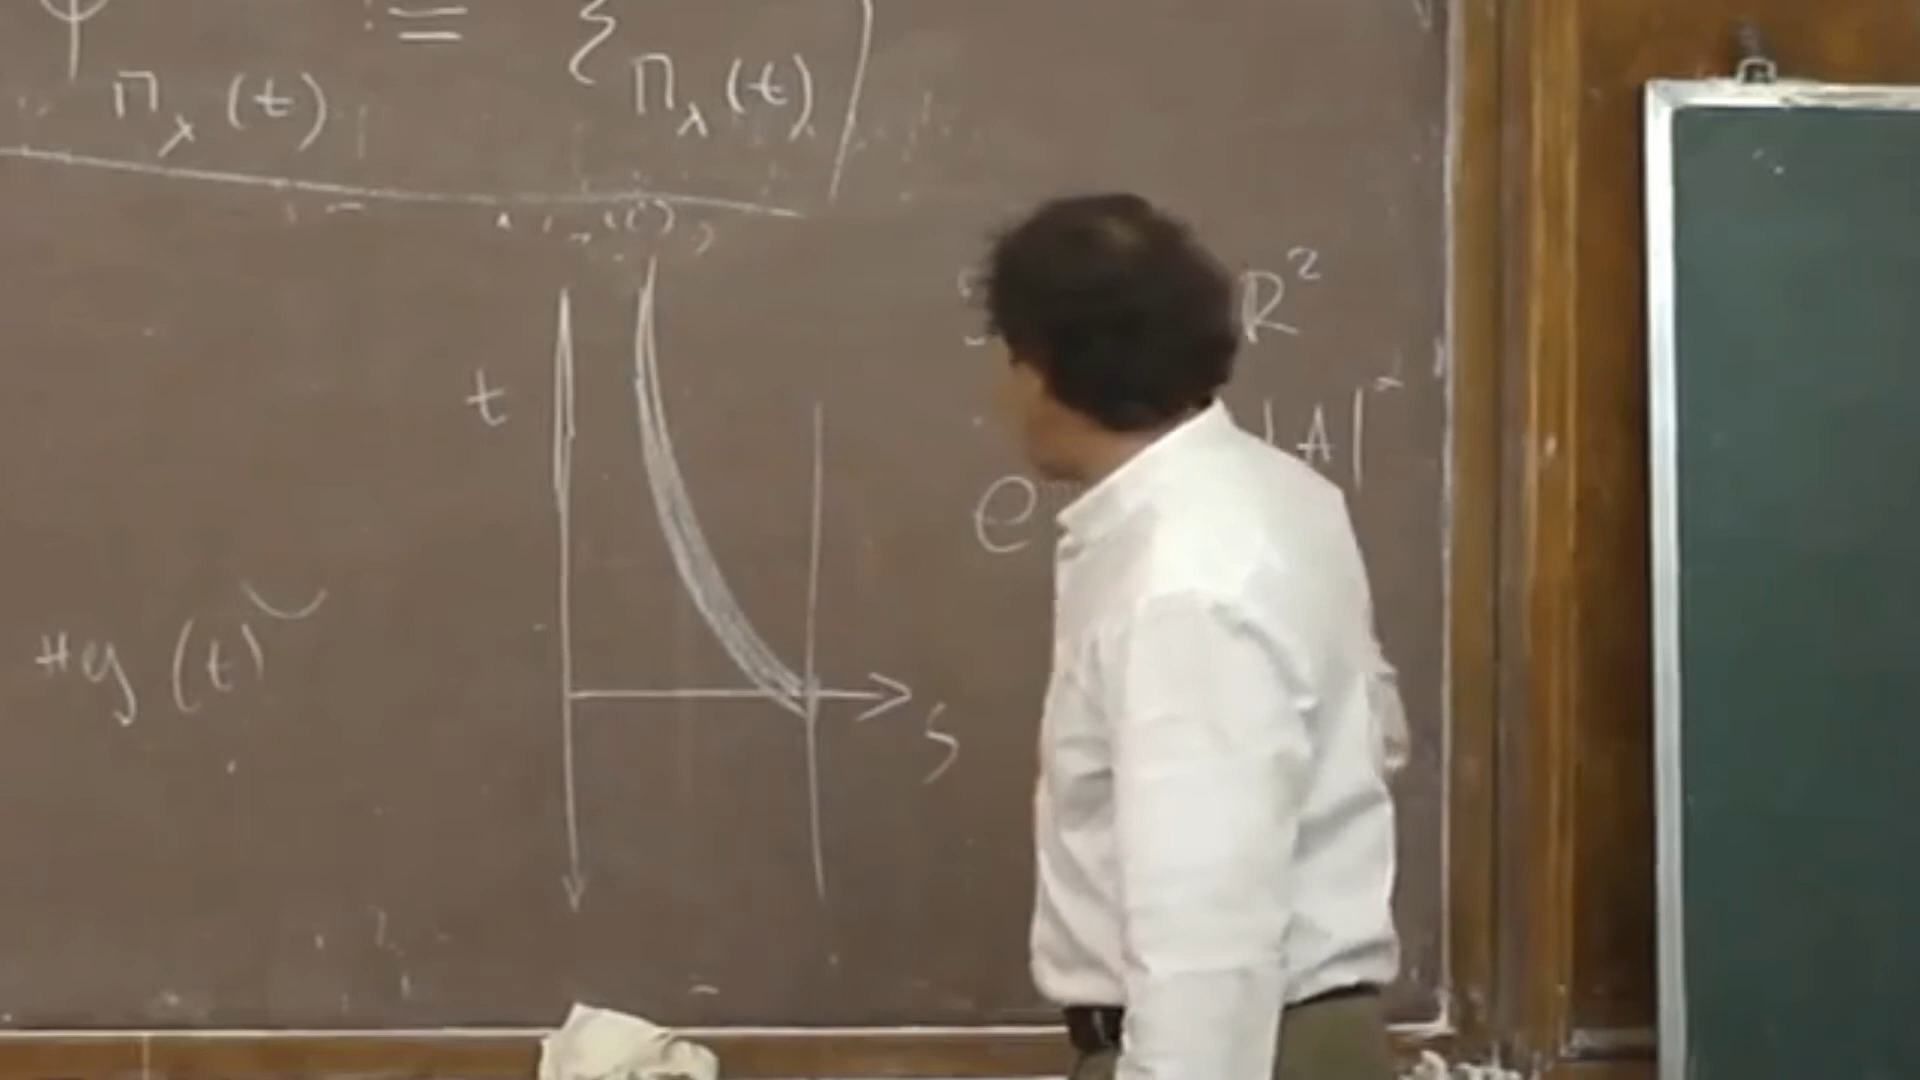 φ := {
Π_λ (t) Π_λ (t)
R²
t
|A|
e
#g (t)
s